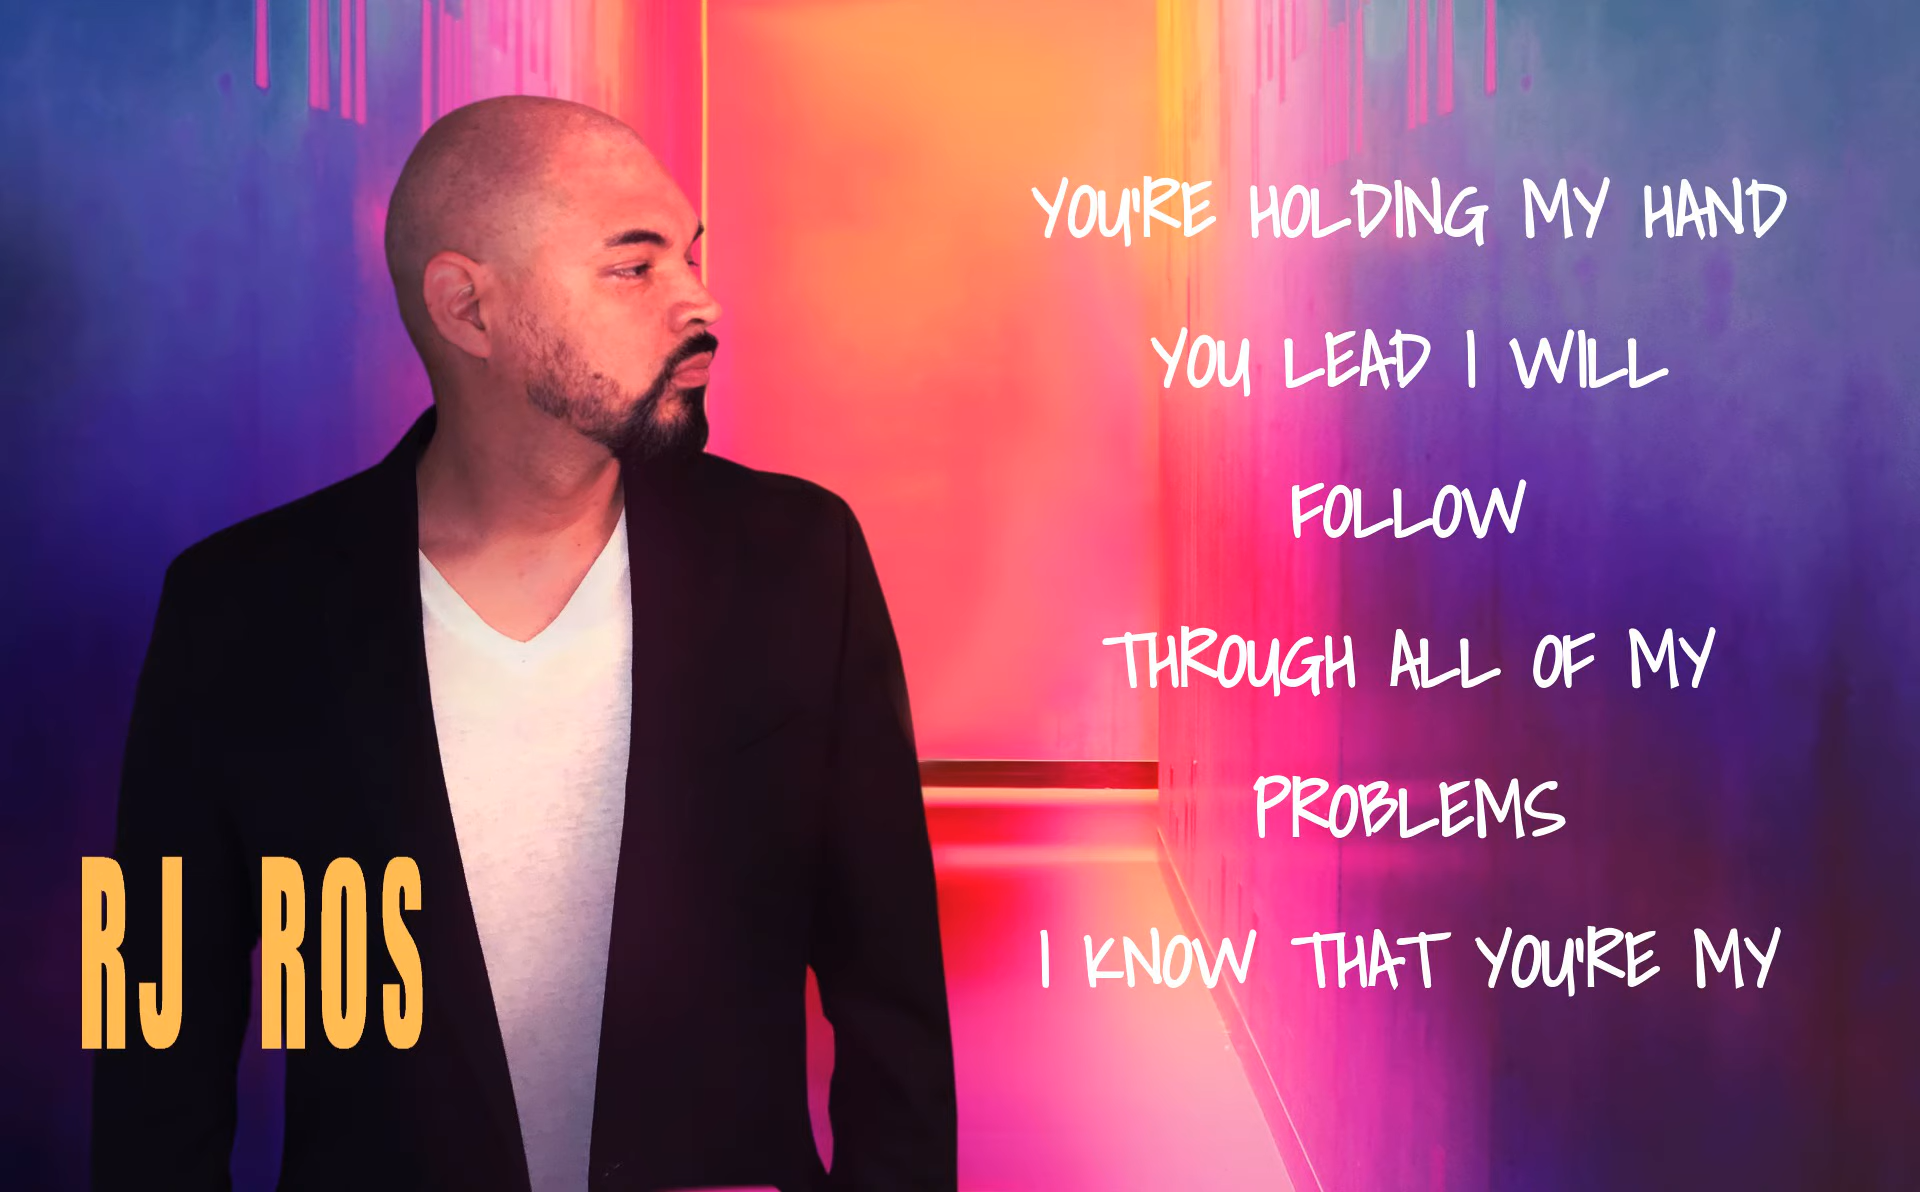 YOU'RE HOLDING MY HAND
YOU LEAD I WILL
FOLLOW
THROUGH ALL OF MY
PROBLEMS
I KNOW THAT YOU'RE MY
RJ ROS